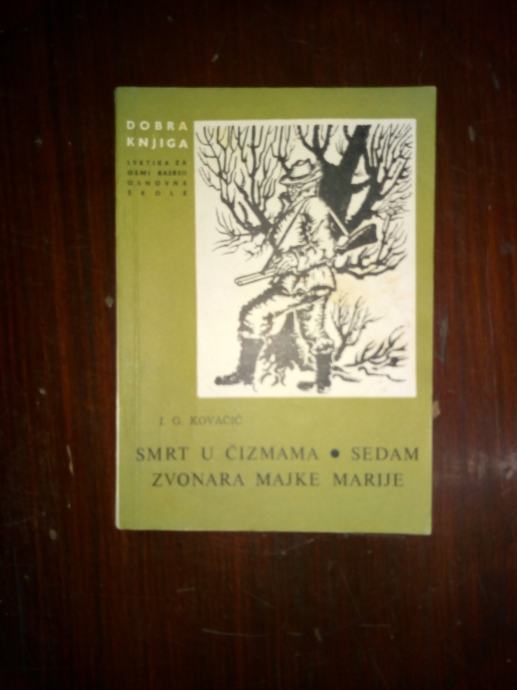 DOBRA
KNJIGA
LEKTIRA ZA
OSMI RAZRED
OSNOVNE
ŠKOLE
I. G. KOVAČIĆ
SMRT U ČIZMAMA • SEDAM
ZVONARA MAJKE MARIJE